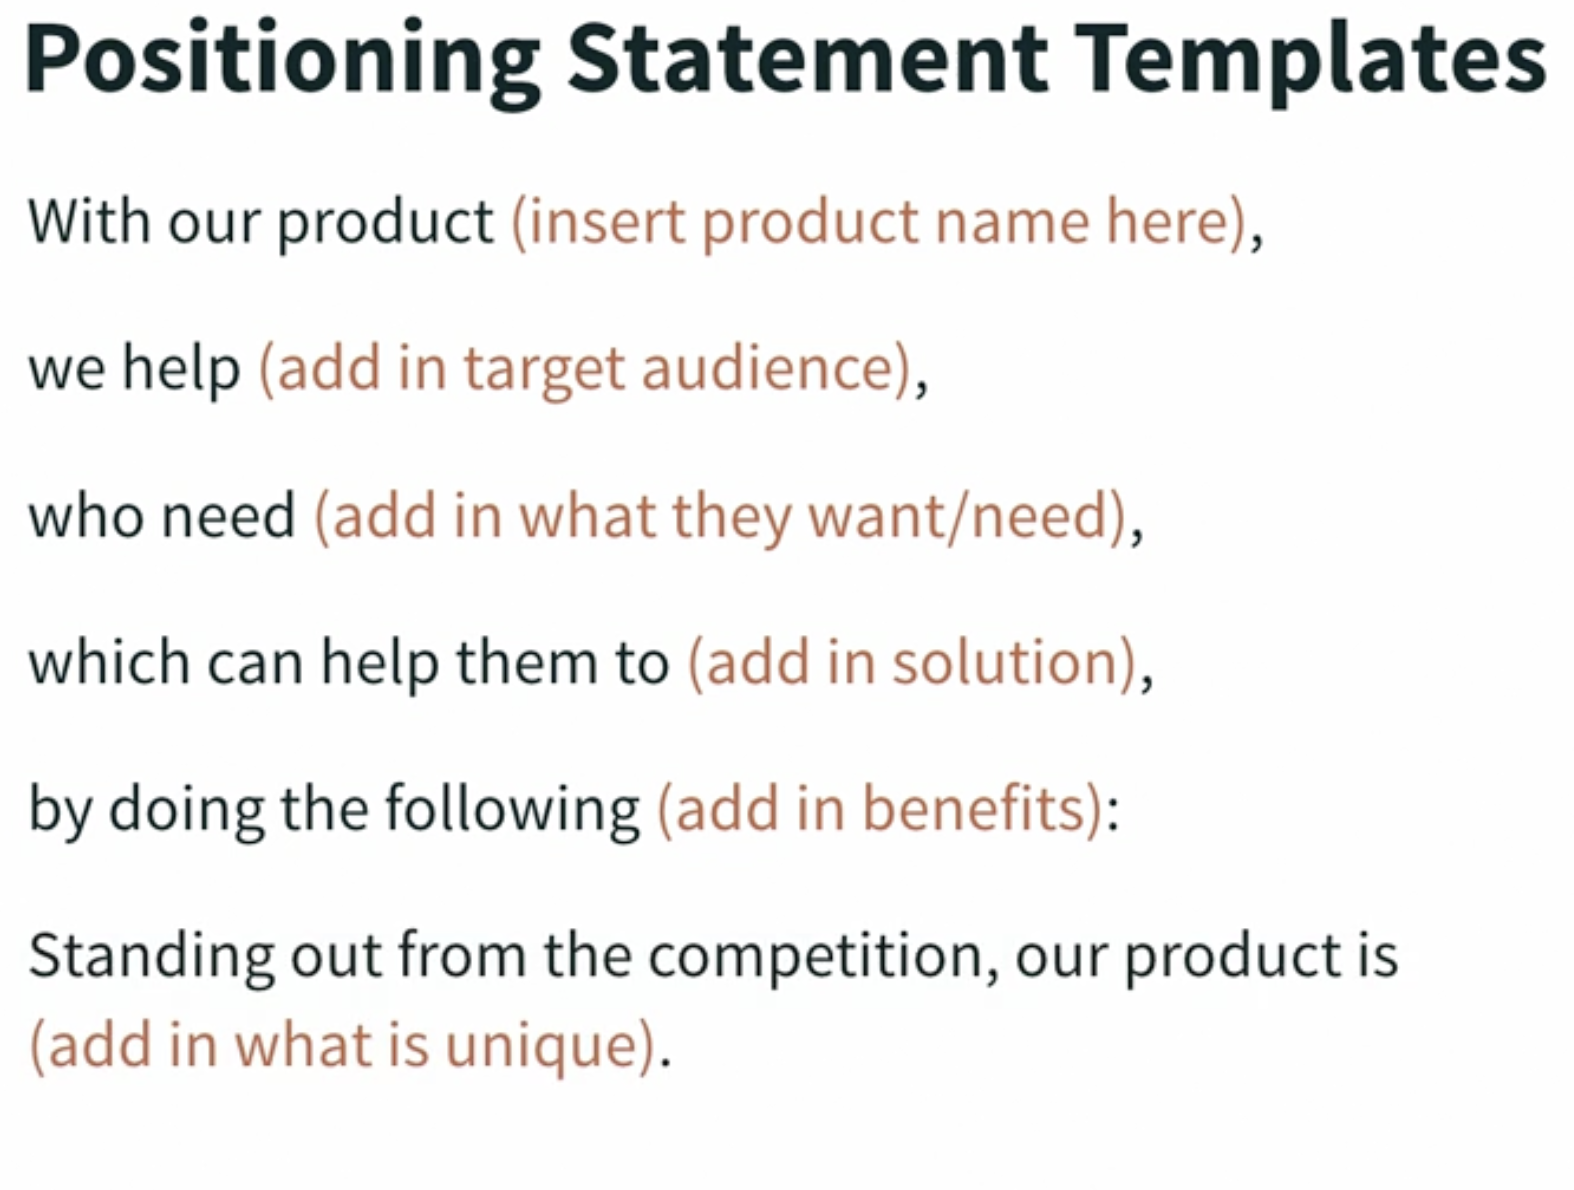 Positioning Statement Templates
With our product (insert product name here),
we help (add in target audience),
who need (add in what they want/need),
which can help them to (add in solution),
by doing the following (add in benefits):
Standing out from the competition, our product is
(add in what is unique).